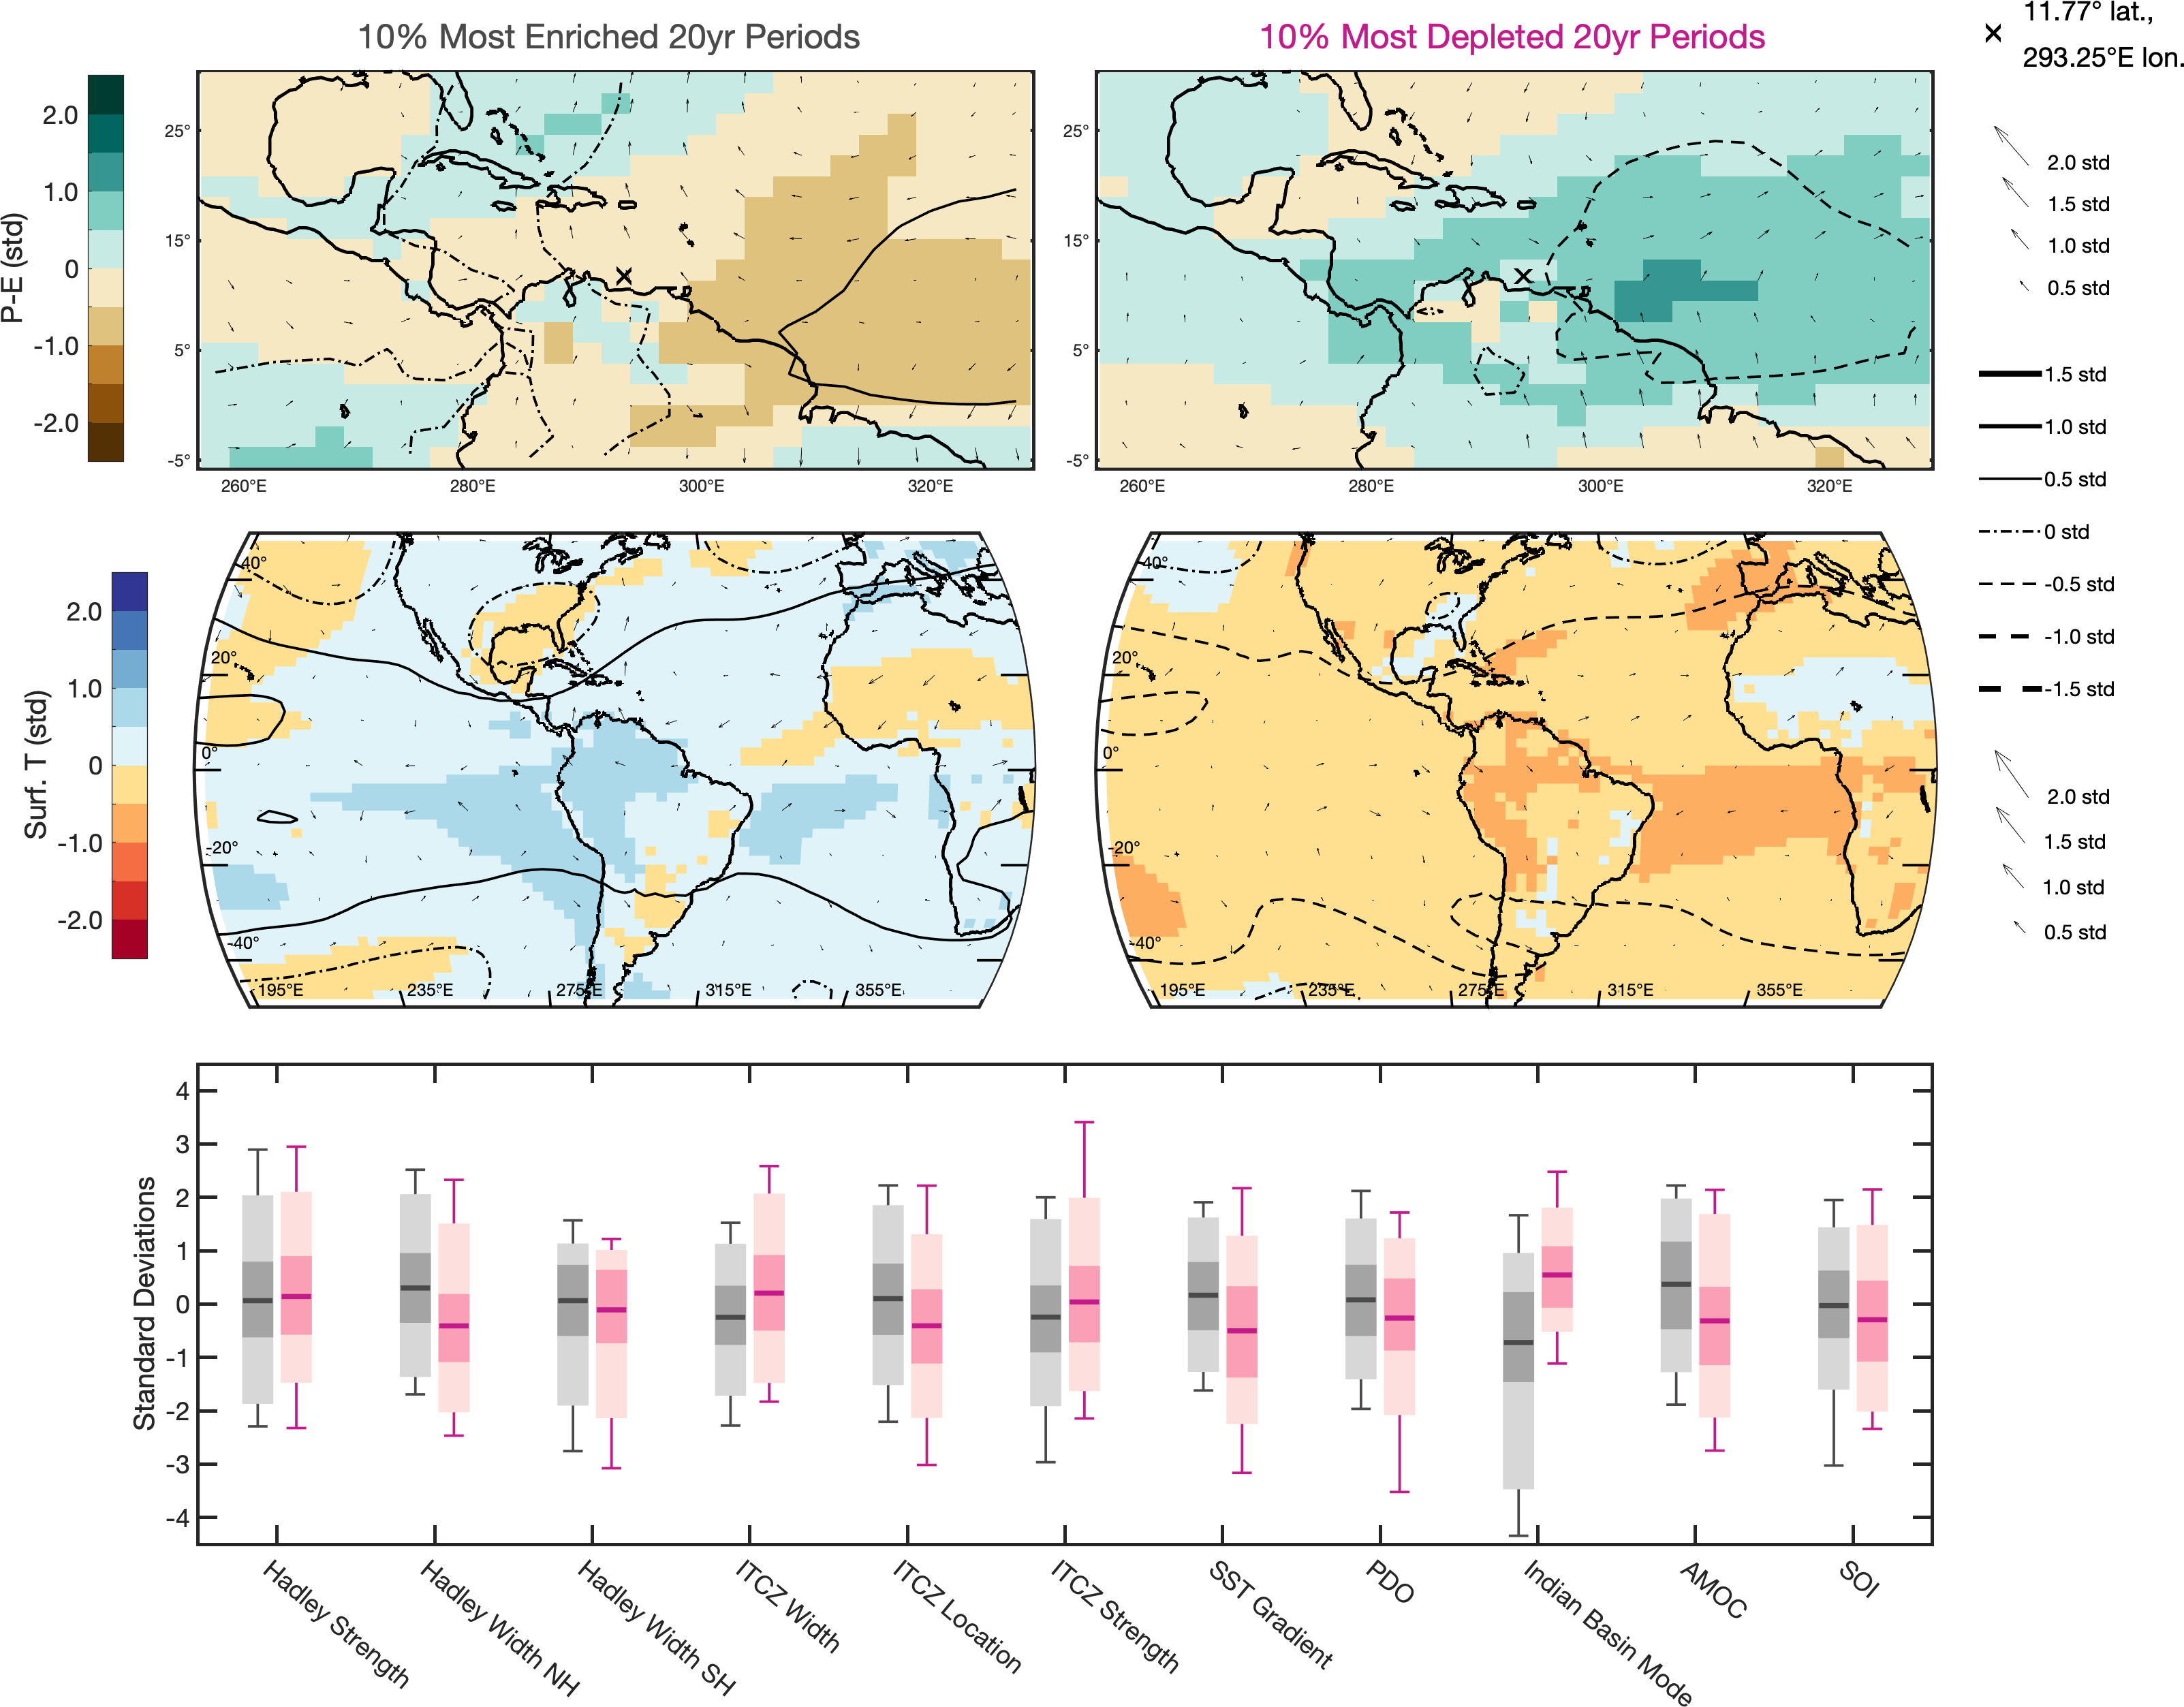 10% Most Enriched 20yr Periods
10% Most Depleted 20yr Periods
11.77° lat.,
293.25°E lon.
P-E (std)
2.0
1.0
0
-1.0
-2.0
25°
15°
5°
-5°
260°E
280°E
300°E
320°E
25°
15°
5°
-5°
260°E
280°E
300°E
320°E
2.0 std
1.5 std
1.0 std
0.5 std
1.5 std
1.0 std
0.5 std
0 std
-0.5 std
-1.0 std
-1.5 std
Surf. T (std)
2.0
1.0
0
-1.0
-2.0
40°
20°
0°
-20°
-40°
195°E
235°E
275°E
315°E
355°E
40°
20°
0°
-20°
-40°
195°E
235°E
275°E
315°E
355°E
2.0 std
1.5 std
1.0 std
0.5 std
Standard Deviations
4
3
2
1
0
-1
-2
-3
-4
Hadley Strength
Hadley Width NH
Hadley Width SH
ITCZ Width
ITCZ Location
ITCZ Strength
SST Gradient
PDO
Indian Basin Mode
AMOC
SOI